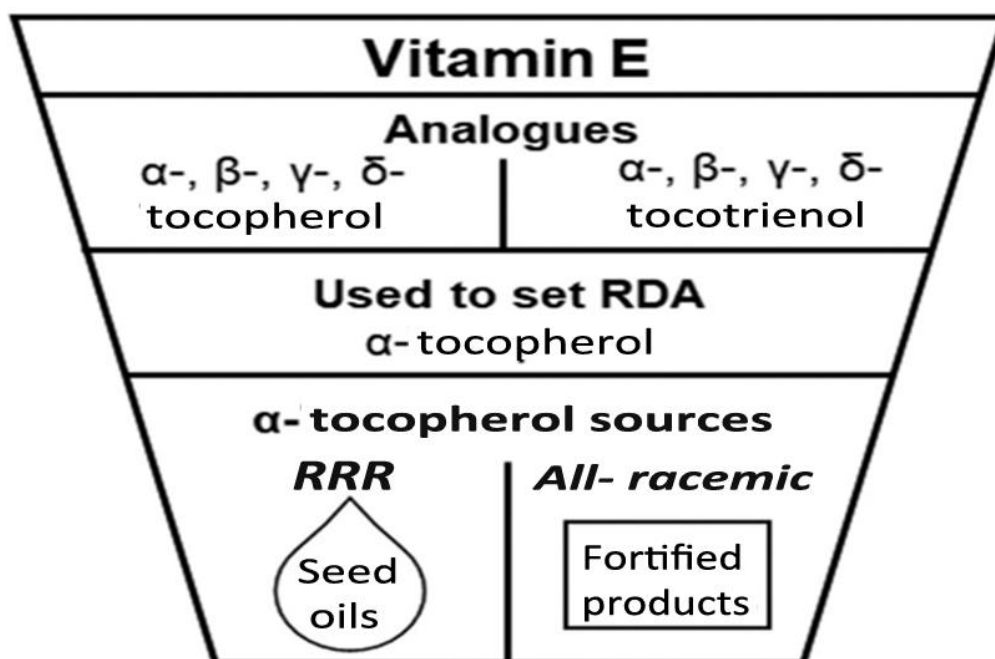 Vitamin E
Analogues
α-, β-, γ-, δ-
tocopherol
α-, β-, γ-, δ-
tocotrienol
Used to set RDA
α- tocopherol
α- tocopherol sources
RRR
Seed
oils
All- racemic
Fortified
products